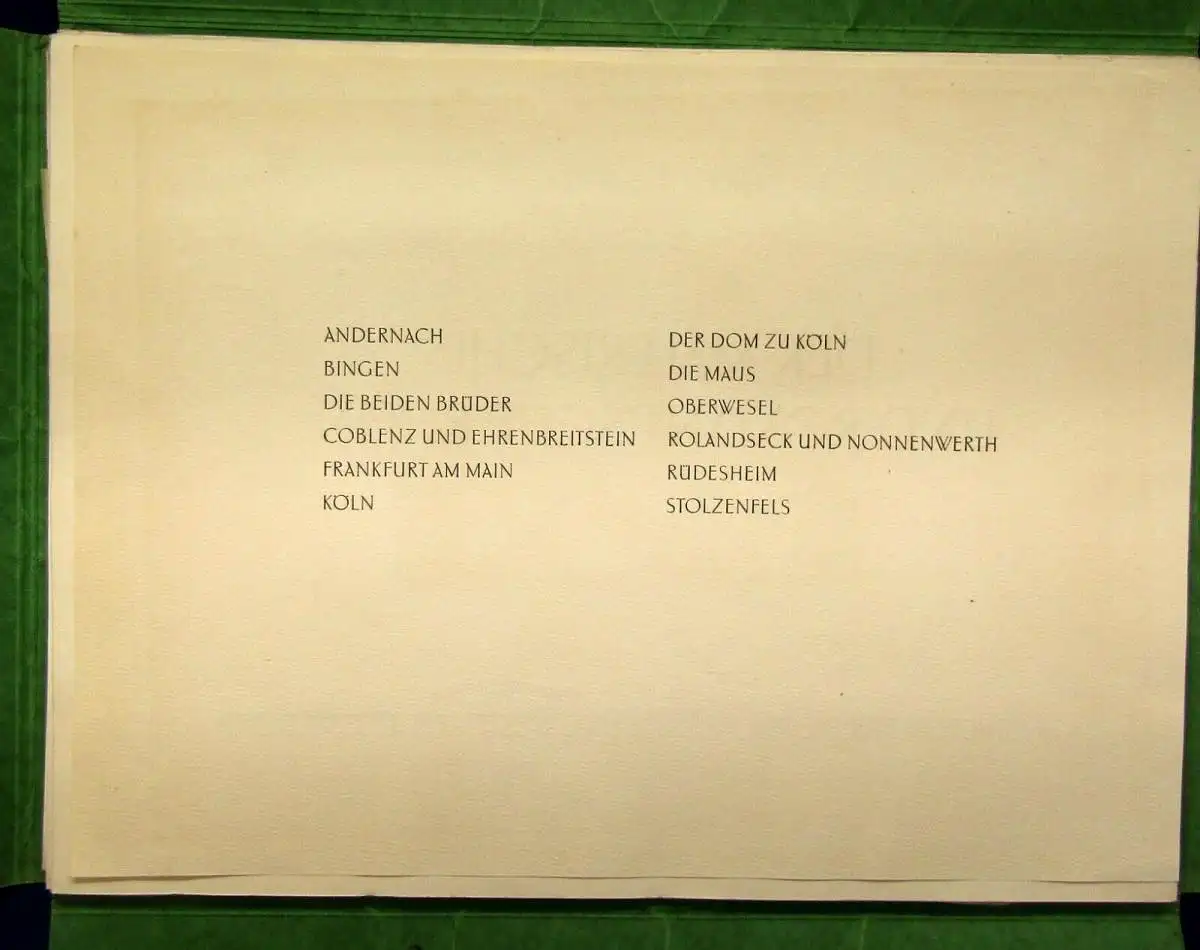 ANDERNACH
BINGEN
DIE BEIDEN BRÜDER
COBLENZ UND EHRENBREITSTEIN
FRANKFURT AM MAIN
KÖLN
DER DOM ZU KÖLN
DIE MAUS
OBERWESEL
ROLANDSECK UND NONNENWERTH
RÜDESHEIM
STOLZENFELS